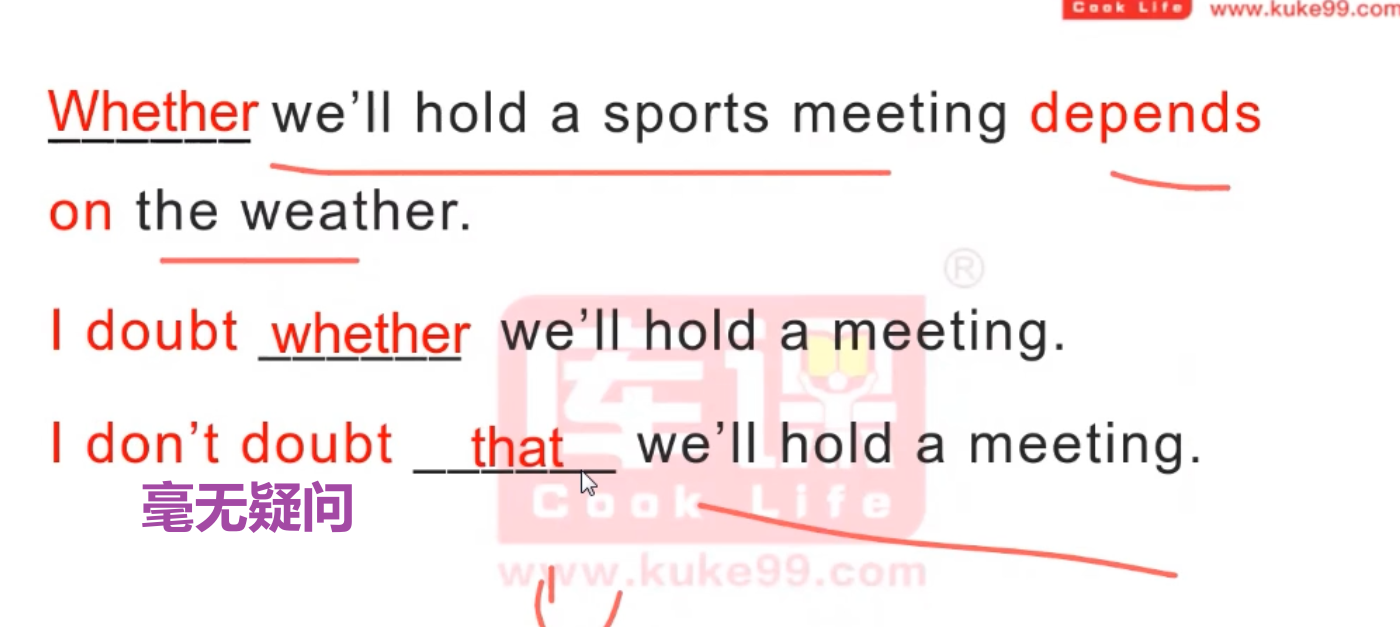 Cook Life www.kuke99.com
Whether we'll hold a sports meeting depends
on the weather.
®
I doubt whether we'll hold a meeting.
库课
I don't doubt that we'll hold a meeting.
毫无疑问
Cook Life
www.kuke99.com